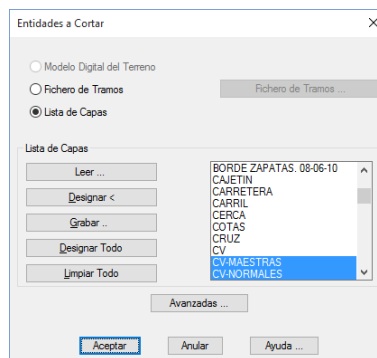 Entidades a Cortar
Modelo Digital del Terreno
Fichero de Tramos
Fichero de Tramos ...
Lista de Capas
Lista de Capas
Leer ...
Designar <
Grabar ..
Designar Todo
Limpiar Todo
BORDE ZAPATAS. 08-06-10
CAJETIN
CARRETERA
CARRIL
CERCA
COTAS
CRUZ
CV
CV-MAESTRAS
CV-NORMALES
Avanzadas ...
Aceptar
Anular
Ayuda ...